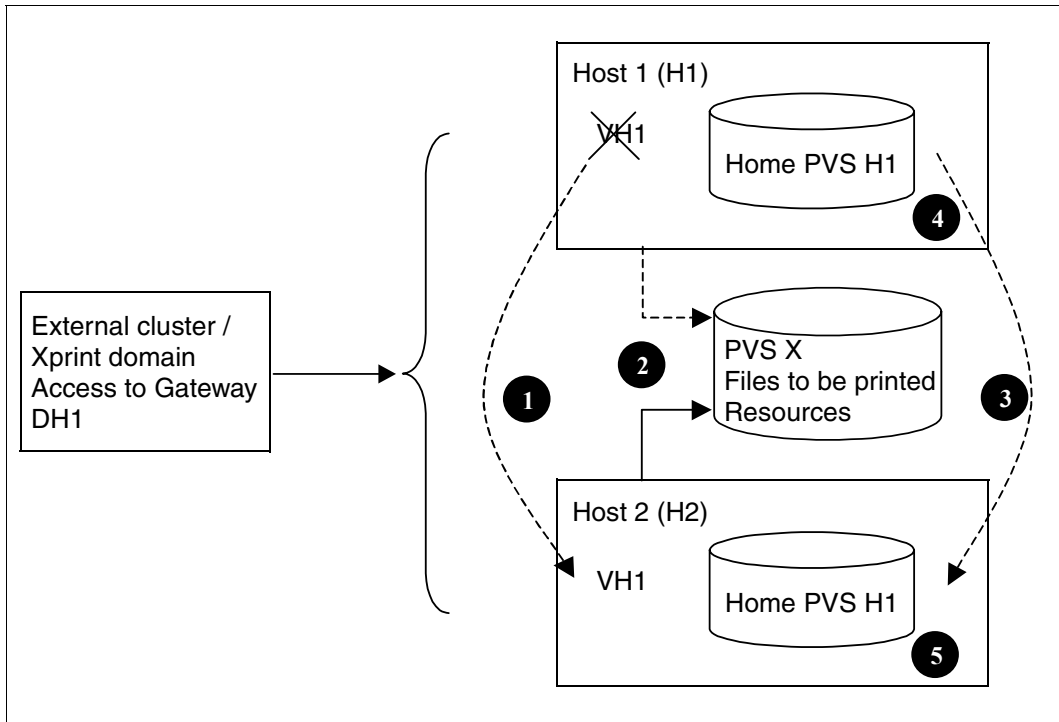 Host 1 (H1)
VH1
Home PVS H1
4
External cluster /
Xprint domain
Access to Gateway
DH1
PVS X
Files to be printed
Resources
2
1
3
Host 2 (H2)
VH1
Home PVS H1
5